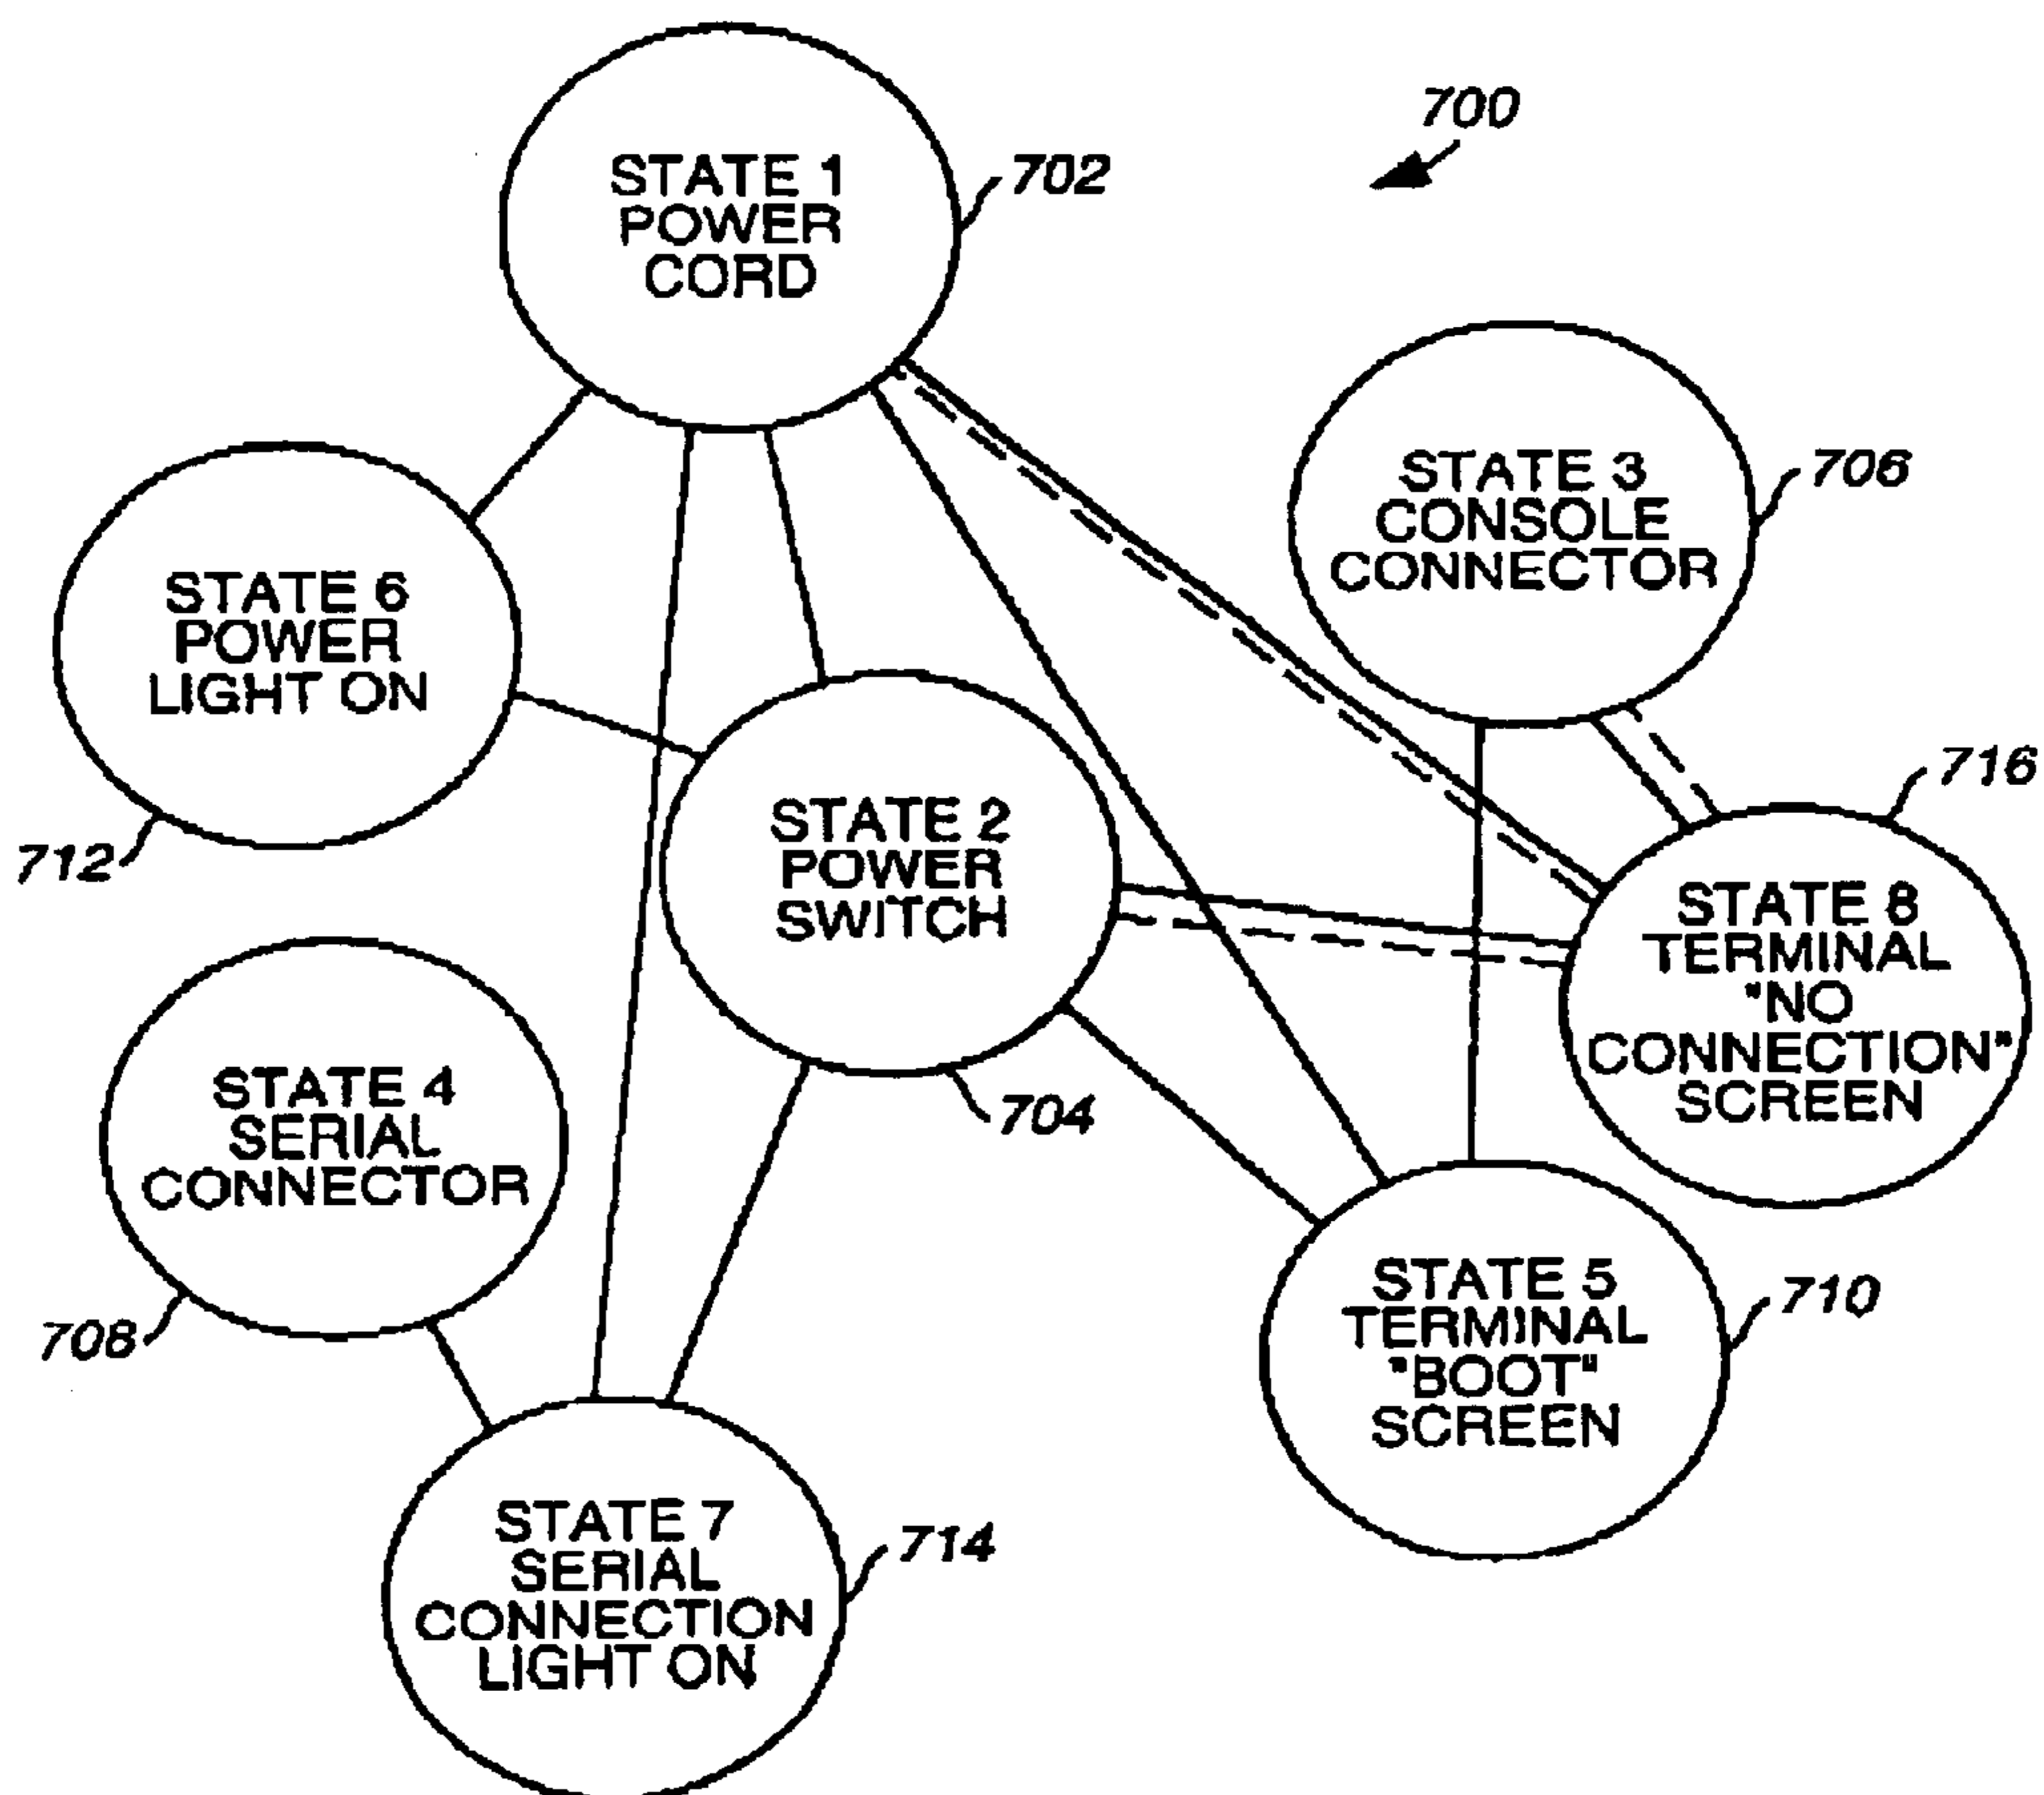 700
STATE 1
POWER
CORD
702
STATE 3
CONSOLE
CONNECTOR
706
STATE 6
POWER
LIGHT ON
712
STATE 2
POWER
SWITCH
704
716
STATE 8
TERMINAL
"NO
CONNECTION"
SCREEN
STATE 4
SERIAL
CONNECTOR
708
STATE 5
TERMINAL
"BOOT"
SCREEN
710
STATE 7
SERIAL
CONNECTION
LIGHT ON
714